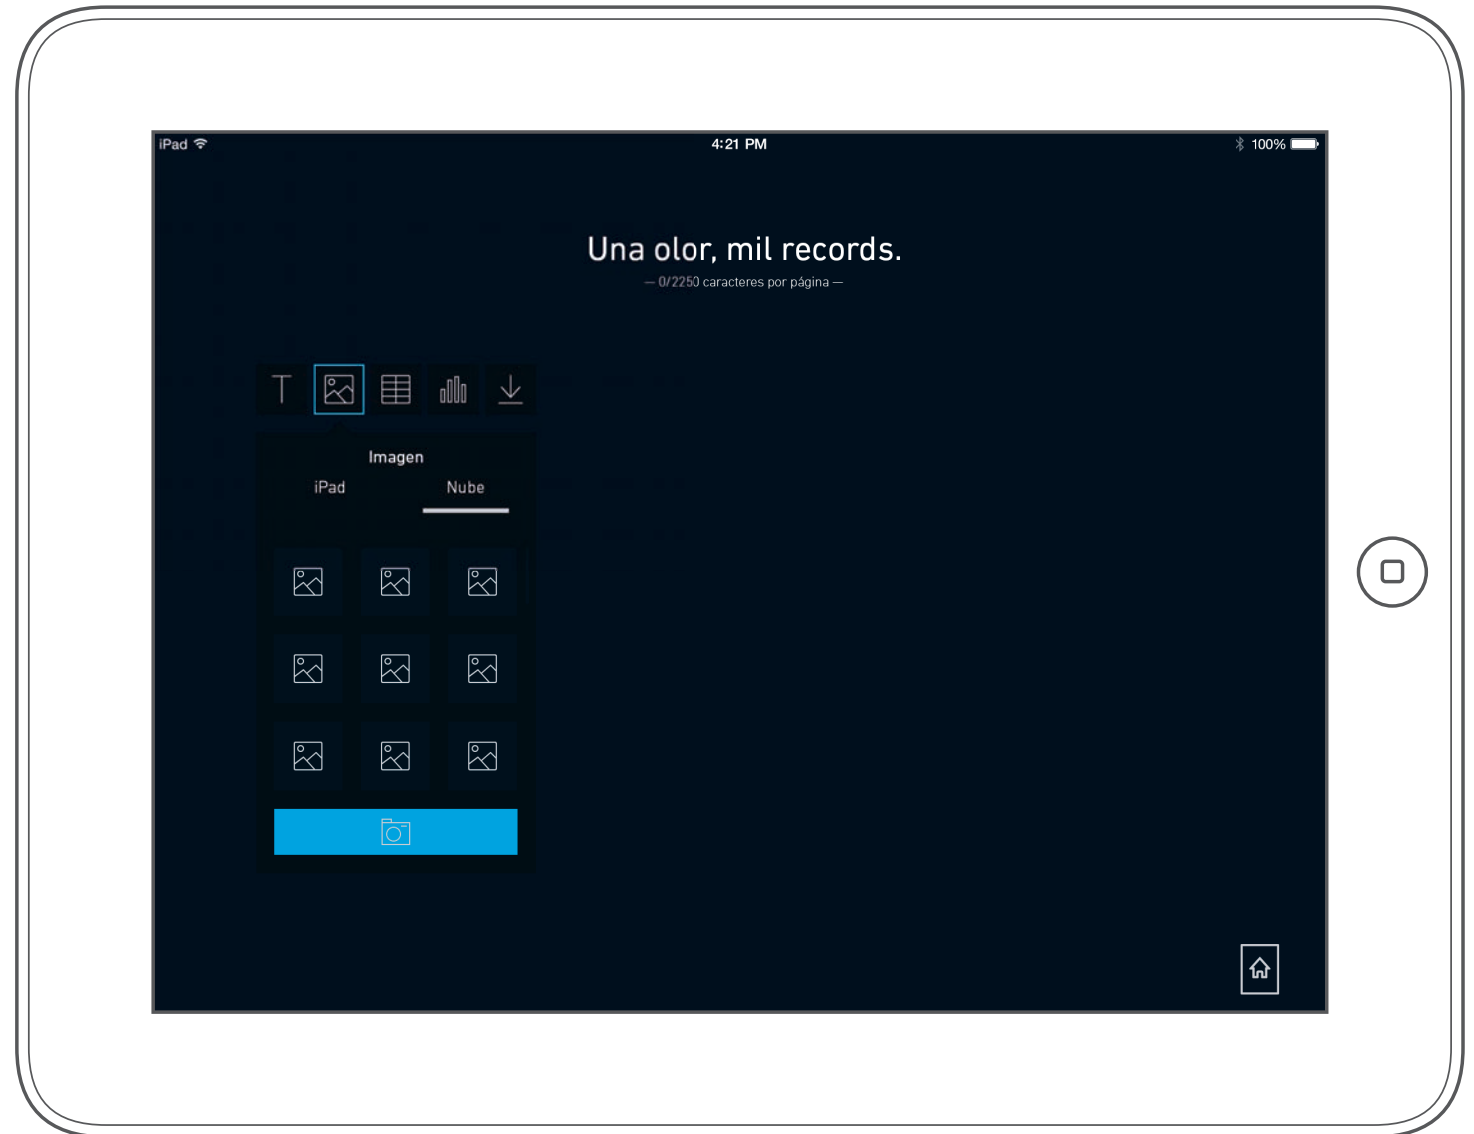 iPad 4:21 PM 100%
Una olor, mil records.
— 0/2250 caracteres por página —
T
Imagen
iPad Nube